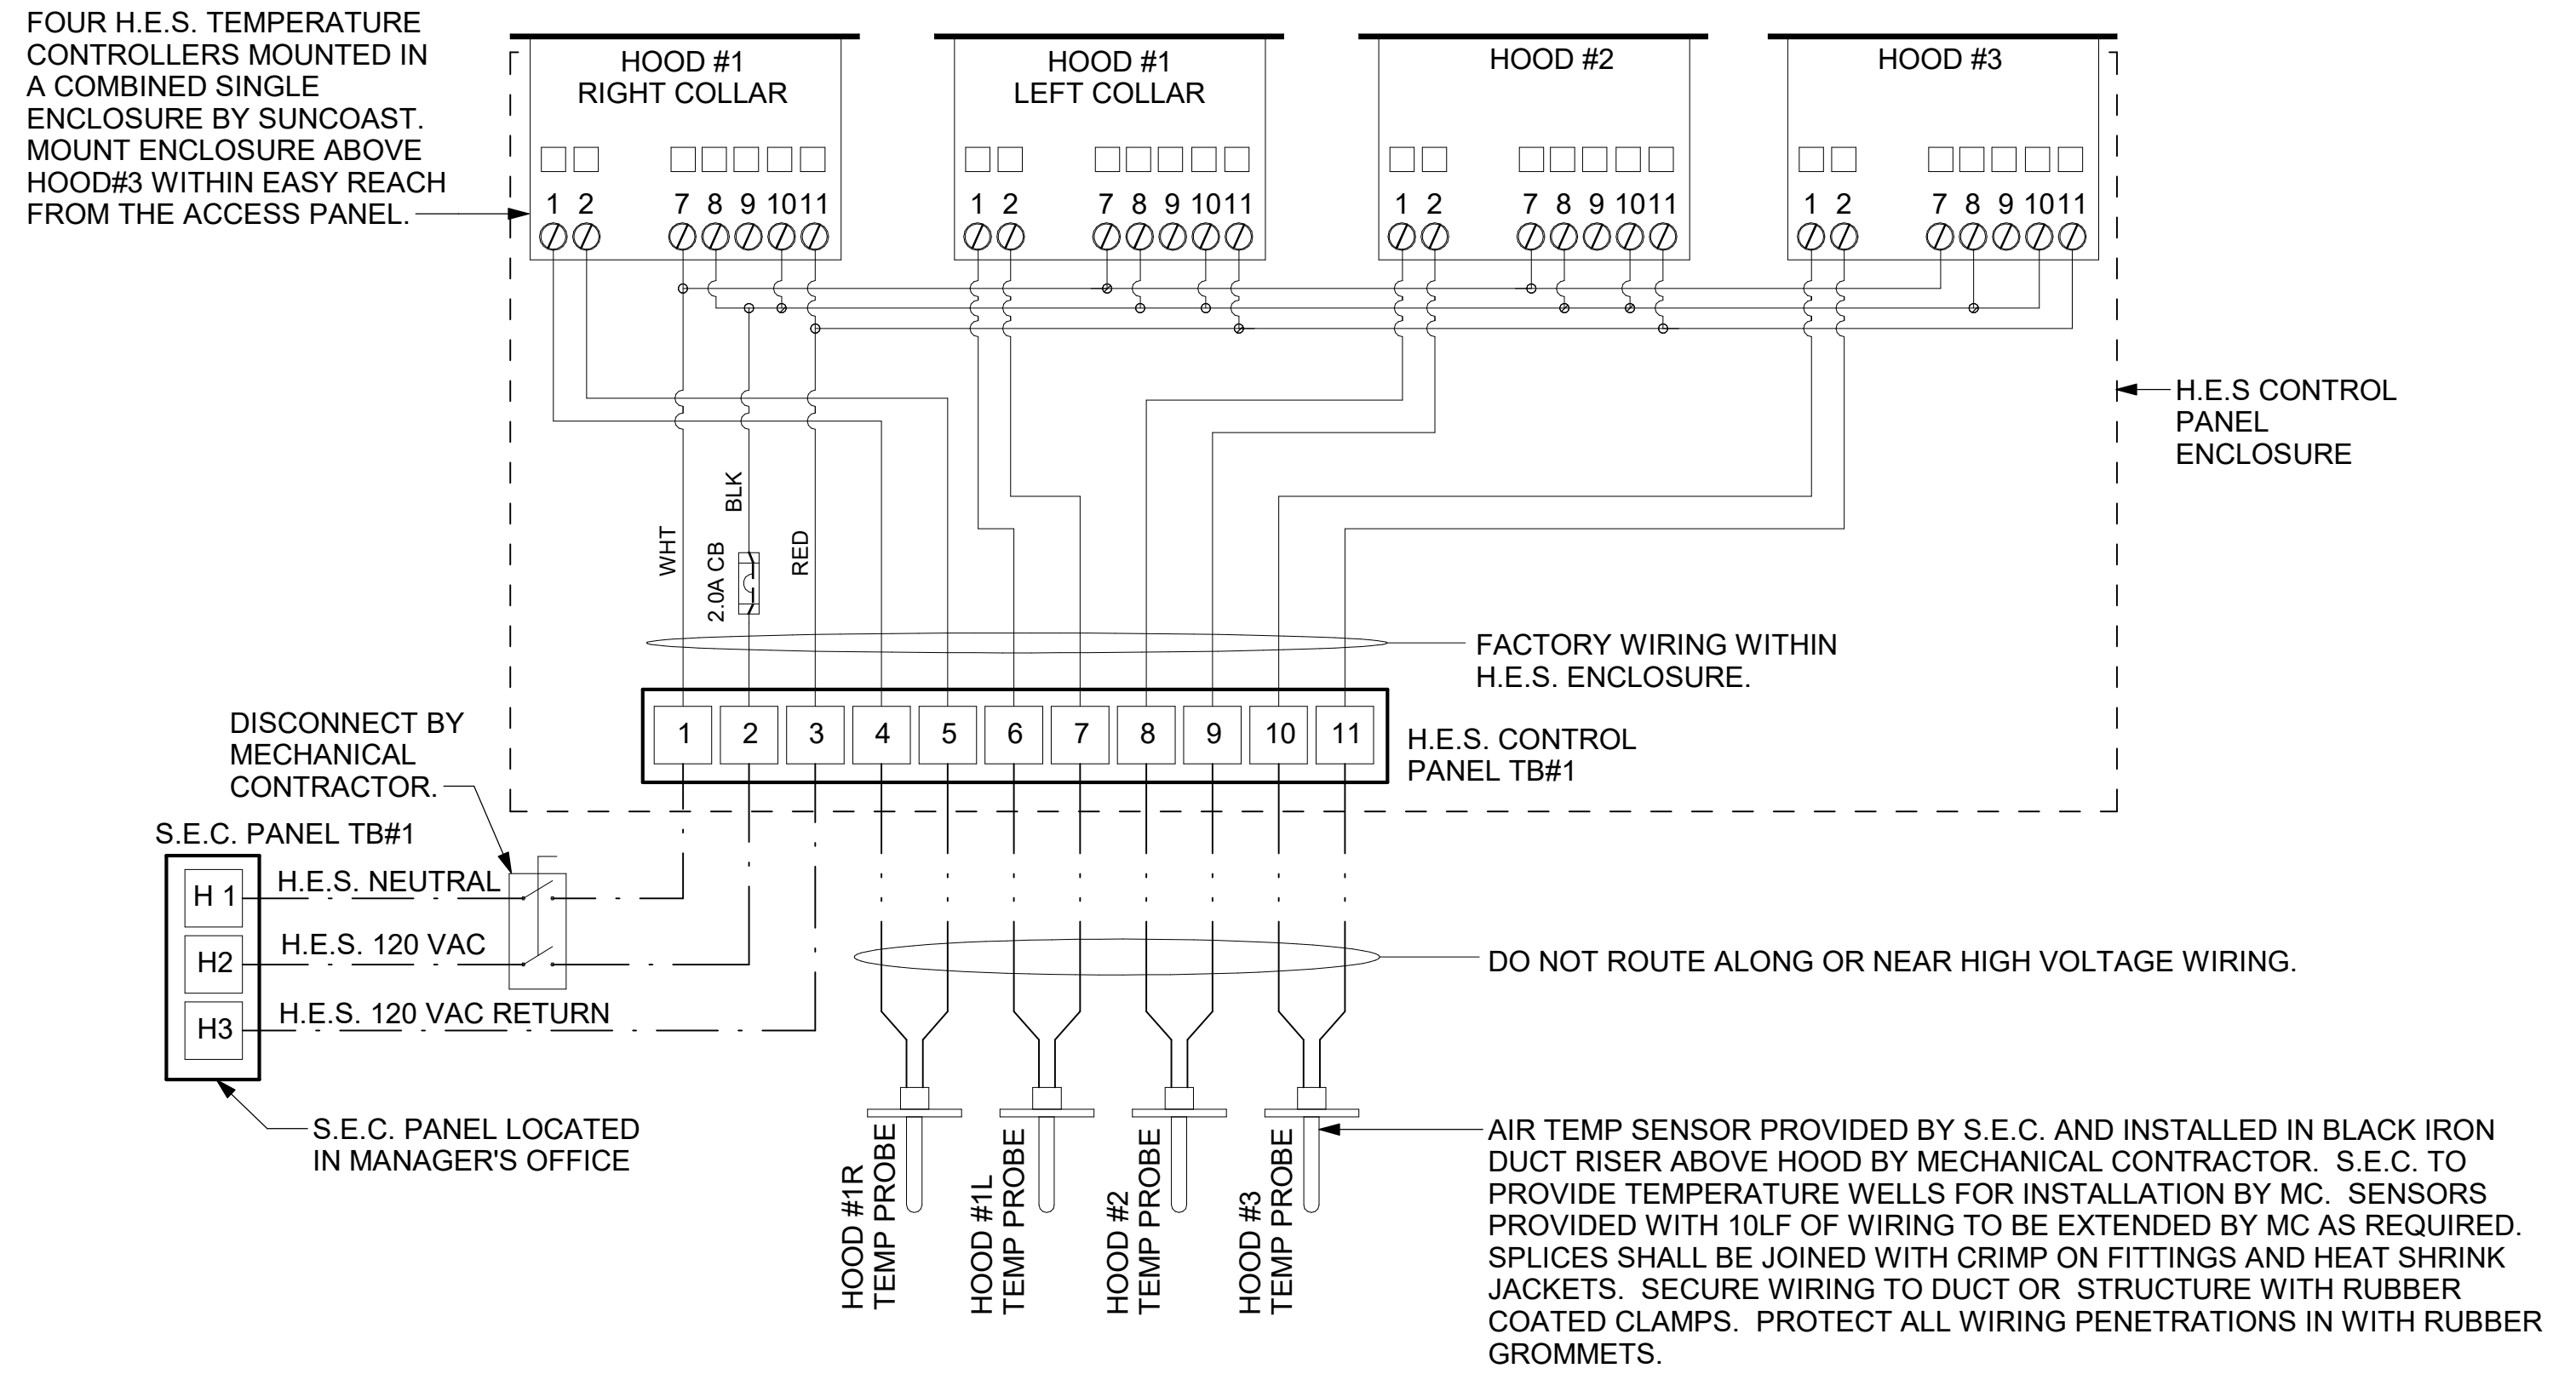 FOUR H.E.S. TEMPERATURE
CONTROLLERS MOUNTED IN
A COMBINED SINGLE
ENCLOSURE BY SUNCOAST.
MOUNT ENCLOSURE ABOVE
HOOD#3 WITHIN EASY REACH
FROM THE ACCESS PANEL.
HOOD #1
RIGHT COLLAR
1 2 7 8 9 10 11
HOOD #1
LEFT COLLAR
1 2 7 8 9 10 11
HOOD #2
1 2 7 8 9 10 11
HOOD #3
1 2 7 8 9 10 11
H.E.S CONTROL
PANEL
ENCLOSURE
WHT
BLK
2.0A CB
RED
FACTORY WIRING WITHIN
H.E.S. ENCLOSURE.
1 2 3 4 5 6 7 8 9 10 11
H.E.S. CONTROL
PANEL TB#1
DISCONNECT BY
MECHANICAL
CONTRACTOR.
S.E.C. PANEL TB#1
H 1
H.E.S. NEUTRAL
H2
H.E.S. 120 VAC
H3
H.E.S. 120 VAC RETURN
S.E.C. PANEL LOCATED
IN MANAGER'S OFFICE
DO NOT ROUTE ALONG OR NEAR HIGH VOLTAGE WIRING.
HOOD #1R
TEMP PROBE
HOOD #1L
TEMP PROBE
HOOD #2
TEMP PROBE
HOOD #3
TEMP PROBE
AIR TEMP SENSOR PROVIDED BY S.E.C. AND INSTALLED IN BLACK IRON
DUCT RISER ABOVE HOOD BY MECHANICAL CONTRACTOR.  S.E.C. TO
PROVIDE TEMPERATURE WELLS FOR INSTALLATION BY MC.  SENSORS
PROVIDED WITH 10LF OF WIRING TO BE EXTENDED BY MC AS REQUIRED.
SPLICES SHALL BE JOINED WITH CRIMP ON FITTINGS AND HEAT SHRINK
JACKETS.  SECURE WIRING TO DUCT OR  STRUCTURE WITH RUBBER
COATED CLAMPS.  PROTECT ALL WIRING PENETRATIONS IN WITH RUBBER
GROMMETS.